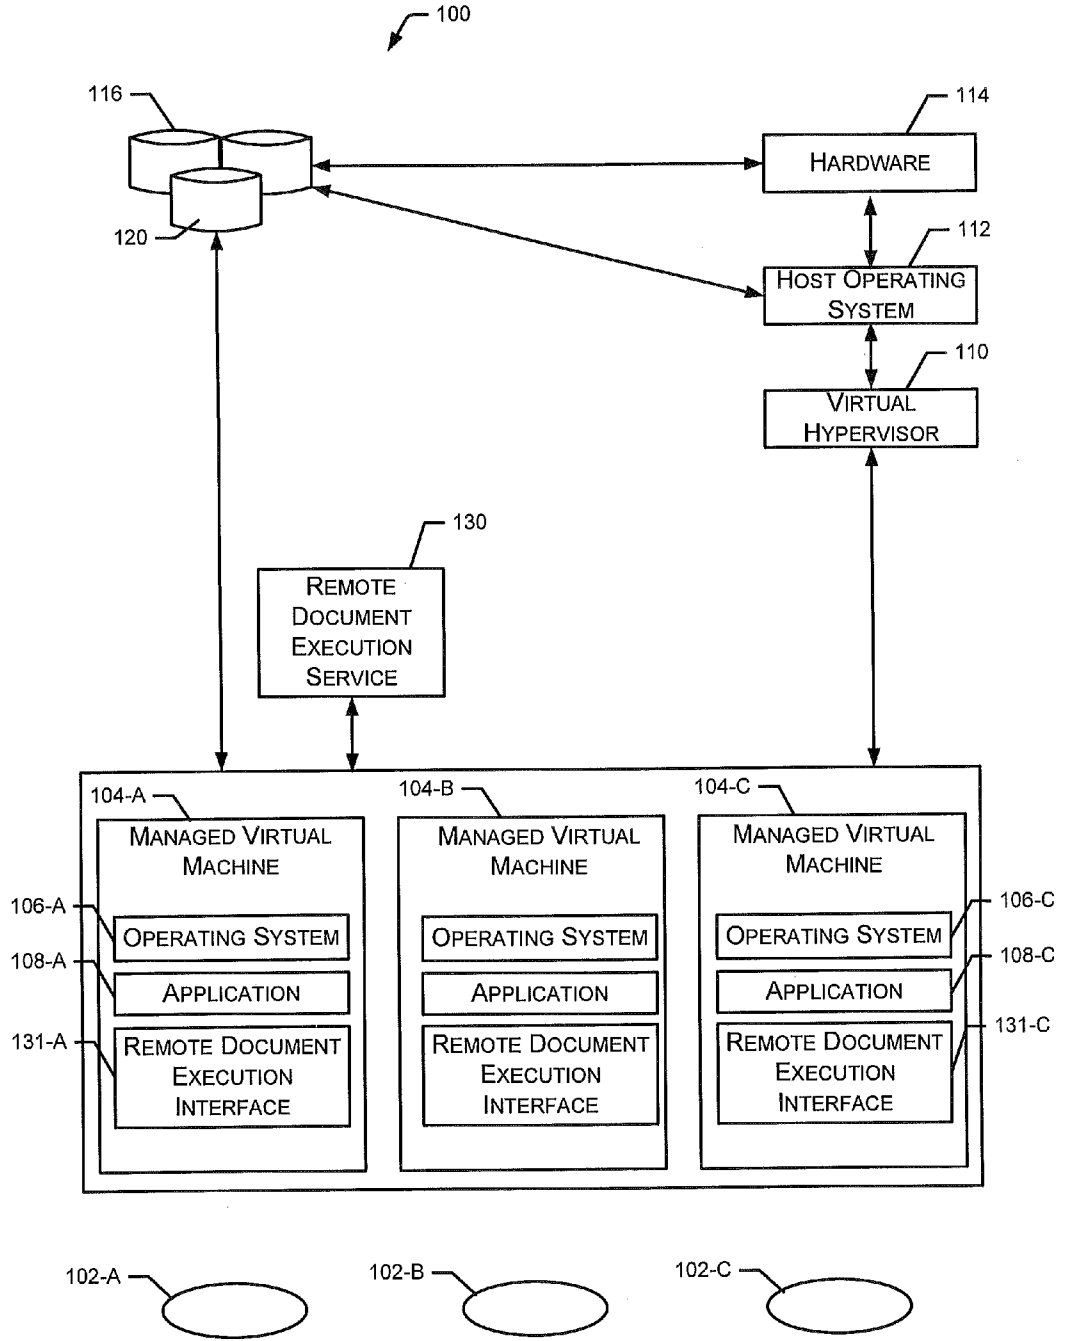 100
116
114
HARDWARE
120
112
HOST OPERATING
SYSTEM
110
VIRTUAL
HYPERVISOR
130
REMOTE
DOCUMENT
EXECUTION
SERVICE
104-A
104-B
104-C
MANAGED VIRTUAL
MACHINE
MANAGED VIRTUAL
MACHINE
MANAGED VIRTUAL
MACHINE
106-A
OPERATING SYSTEM
OPERATING SYSTEM
OPERATING SYSTEM
106-C
108-A
APPLICATION
APPLICATION
APPLICATION
108-C
131-A
REMOTE DOCUMENT
EXECUTION
INTERFACE
REMOTE DOCUMENT
EXECUTION
INTERFACE
REMOTE DOCUMENT
EXECUTION
INTERFACE
131-C
102-A
102-B
102-C